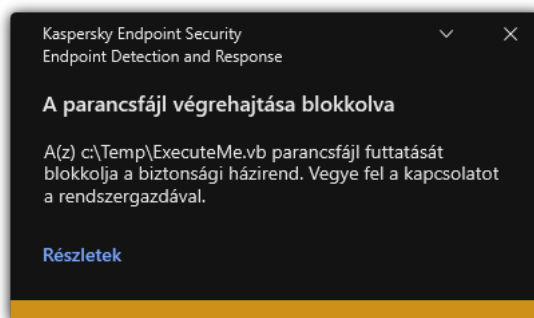 Kaspersky Endpoint Security
Endpoint Detection and Response
A parancsfájl végrehajtása blokkolva
A(z) c:\Temp\ExecuteMe.vb parancsfájl futtatását
blokkolja a biztonsági házirend. Vegye fel a kapcsolatot
a rendszergazdával.
Részletek